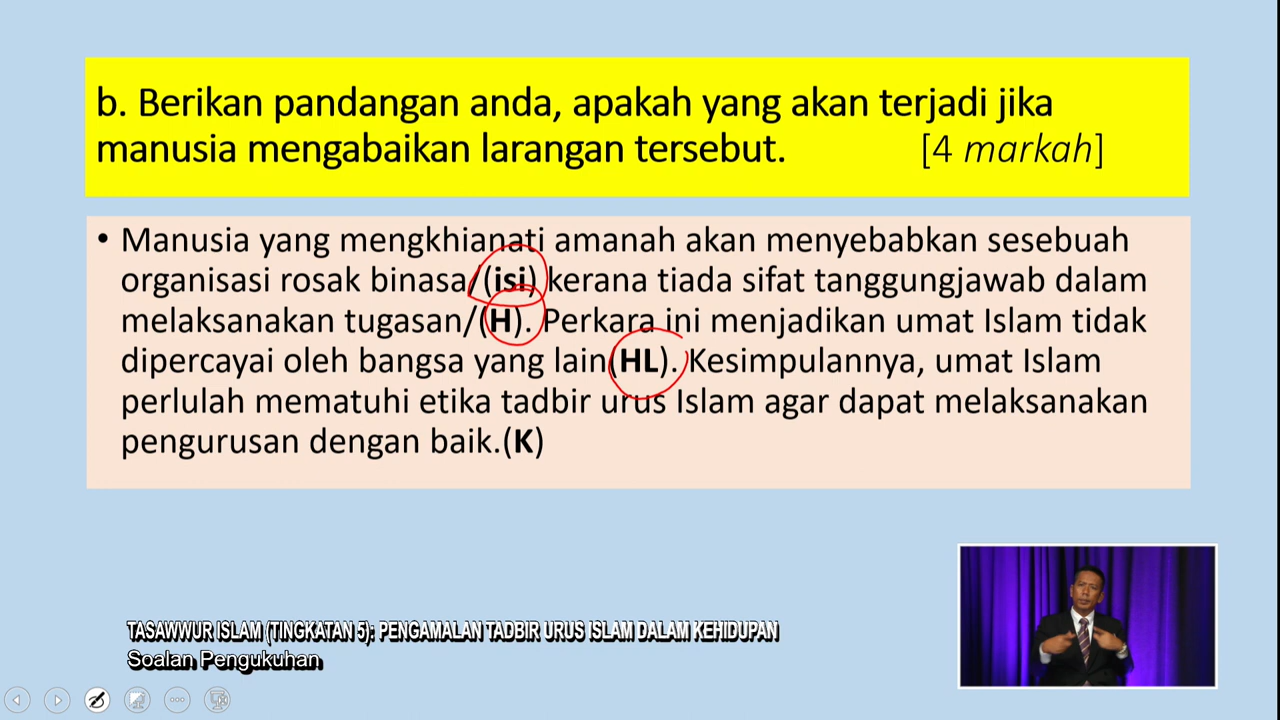 b. Berikan pandangan anda, apakah yang akan terjadi jika
manusia mengabaikan larangan tersebut. [4 markah]
• Manusia yang mengkhianati amanah akan menyebabkan sesebuah
organisasi rosak binasa/(isi) kerana tiada sifat tanggungjawab dalam
melaksanakan tugasan/(H). Perkara ini menjadikan umat Islam tidak
dipercayai oleh bangsa yang lain(HL). Kesimpulannya, umat Islam
perlulah mematuhi etika tadbir urus Islam agar dapat melaksanakan
pengurusan dengan baik.(K)
TASAWWUR ISLAM (TINGKATAN 5): PENGAMALAN TADBIR URUS ISLAM DALAM KEHIDUPAN
Soalan Pengukuhan